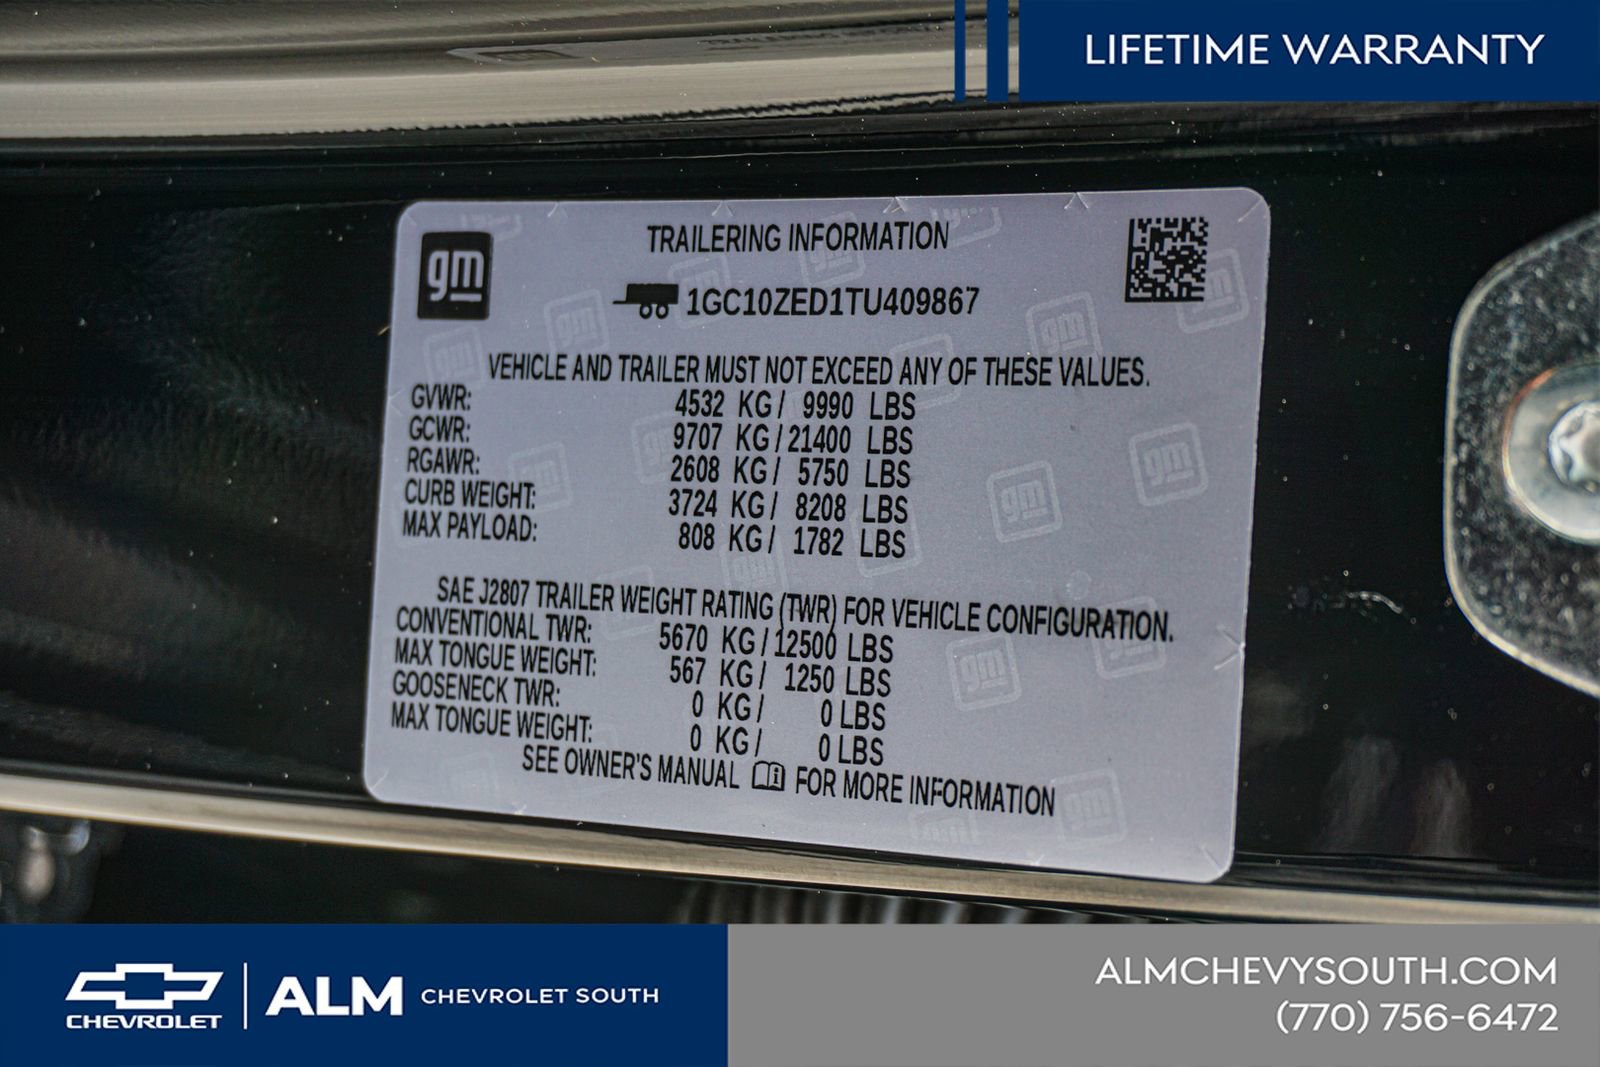 LIFETIME WARRANTY
gm
TRAILERING INFORMATION
1GC10ZED1TU409867
VEHICLE AND TRAILER MUST NOT EXCEED ANY OF THESE VALUES.
GVWR: 4532 KG / 9990 LBS
GCWR: 9707 KG / 21400 LBS
RGAWR: 2608 KG / 5750 LBS
CURB WEIGHT: 3724 KG / 8208 LBS
MAX PAYLOAD: 808 KG / 1782 LBS
SAE J2807 TRAILER WEIGHT RATING (TWR) FOR VEHICLE CONFIGURATION.
CONVENTIONAL TWR: 5670 KG / 12500 LBS
MAX TONGUE WEIGHT: 567 KG / 1250 LBS
GOOSENECK TWR: 0 KG / 0 LBS
MAX TONGUE WEIGHT: 0 KG / 0 LBS
SEE OWNER'S MANUAL FOR MORE INFORMATION
CHEVROLET
ALM CHEVROLET SOUTH
ALMCHEVYSOUTH.COM
(770) 756-6472